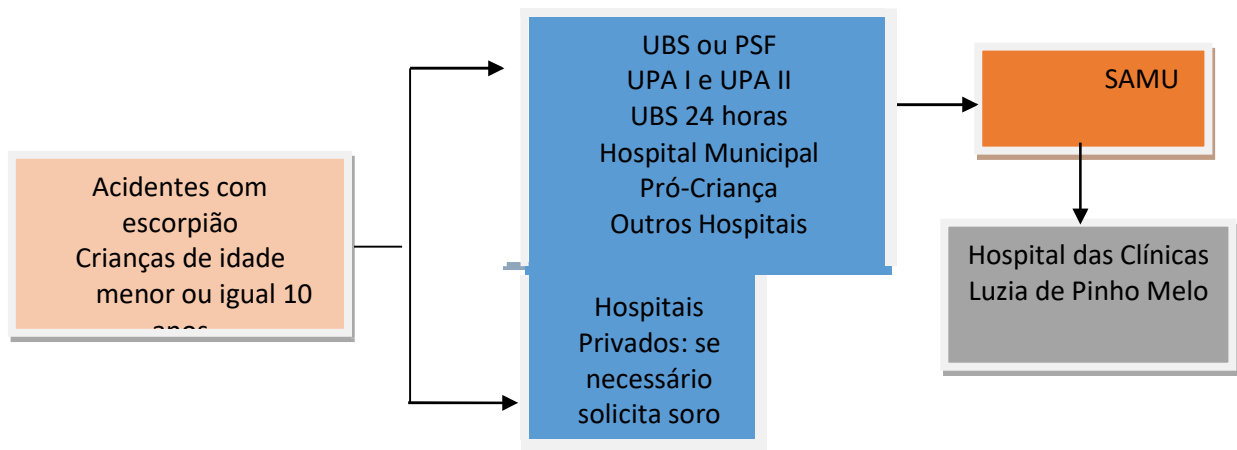 Acidentes com
escorpião
Crianças de idade
menor ou igual 10
anos
UBS ou PSF
UPA I e UPA II
UBS 24 horas
Hospital Municipal
Pró-Criança
Outros Hospitais
Hospitais
Privados: se
necessário
solicita soro
SAMU
Hospital das Clínicas
Luzia de Pinho Melo